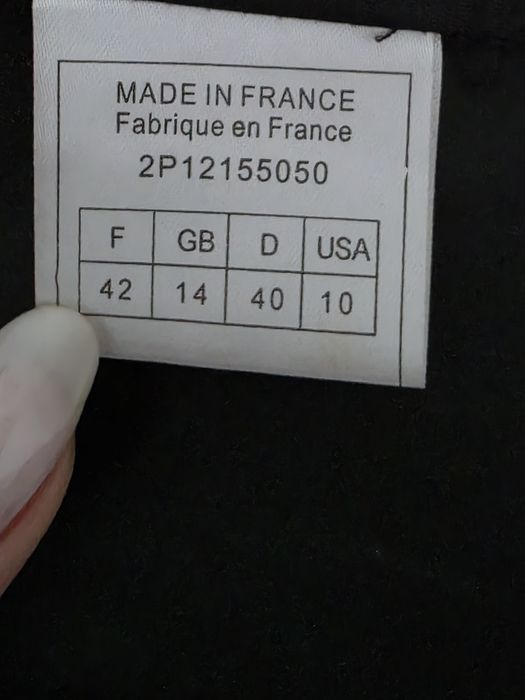 MADE IN FRANCE
Fabrique en France
2P12155050
F GB D USA
42 14 40 10